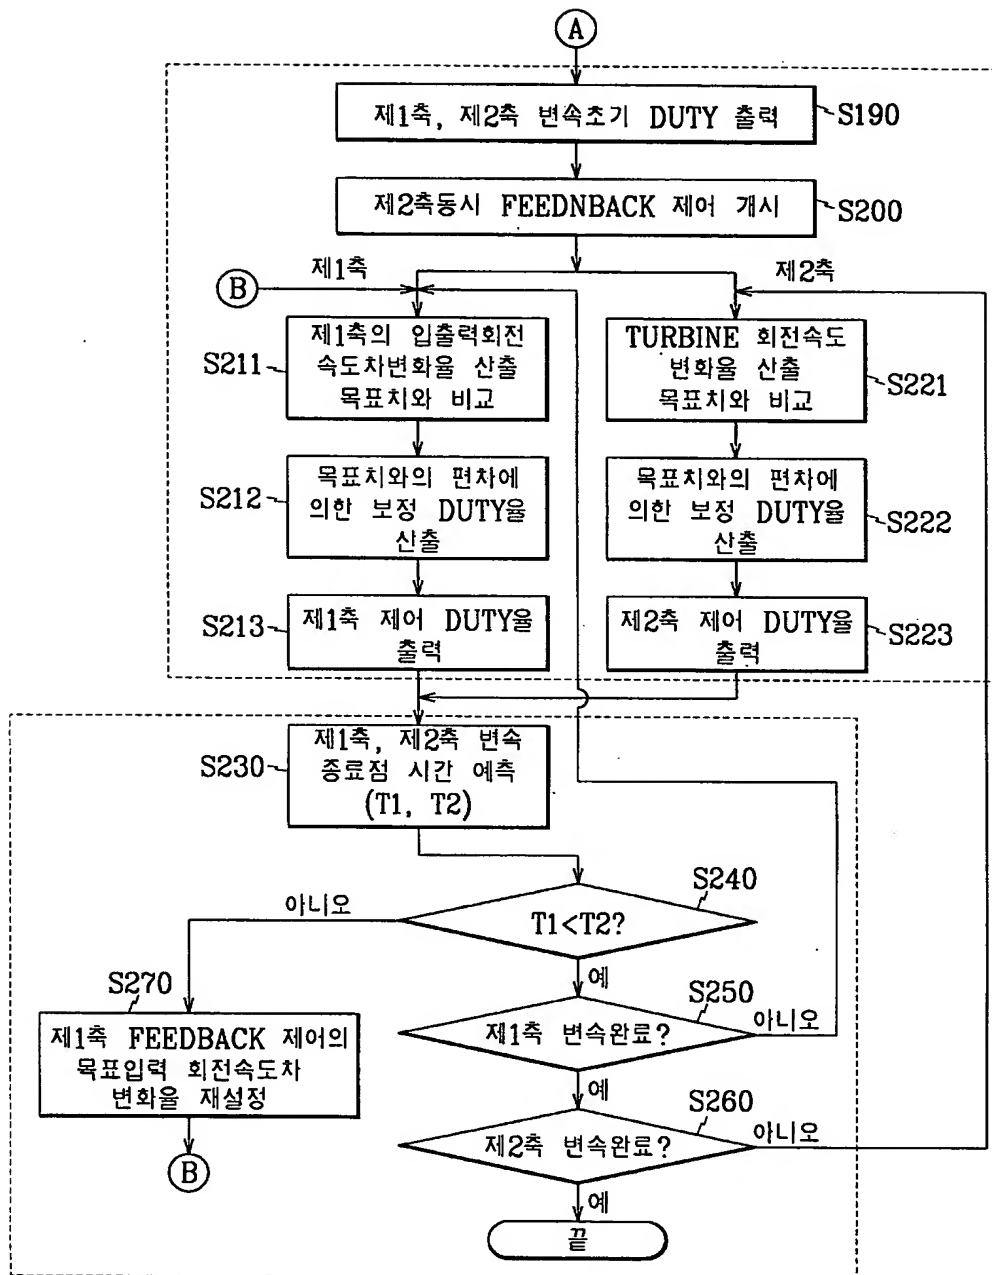 A
제1축, 제2축 변속초기 DUTY 출력
S190
제2축동시 FEEDNBACK 제어 개시
S200
제1축
제2축
B
제1축의 입출력회전
속도차변화율 산출
목표치와 비교
S211
TURBINE 회전속도
변화율 산출
목표치와 비교
S221
목표치와의 편차에
의한 보정 DUTY율
산출
S212
목표치와의 편차에
의한 보정 DUTY율
산출
S222
제1축 제어 DUTY율
출력
S213
제2축 제어 DUTY율
출력
S223
제1축, 제2축 변속
종료점 시간 예측
(T1, T2)
S230
S240
아니오
T1<T2?
예
S270
제1축 FEEDBACK 제어의
목표입력 회전속도차
변화율 재설정
B
S250
제1축 변속완료?
아니오
예
S260
제2축 변속완료?
아니오
예
끝